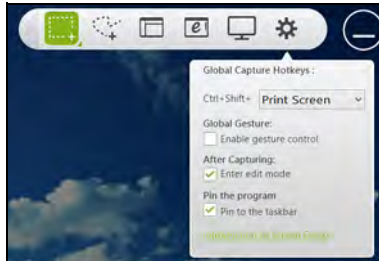 e
Global Capture Hotkeys :
Ctrl+Shift+ Print Screen
Global Gesture:
Enable gesture control
After Capturing:
Enter edit mode
Pin the program
Pin to the taskbar